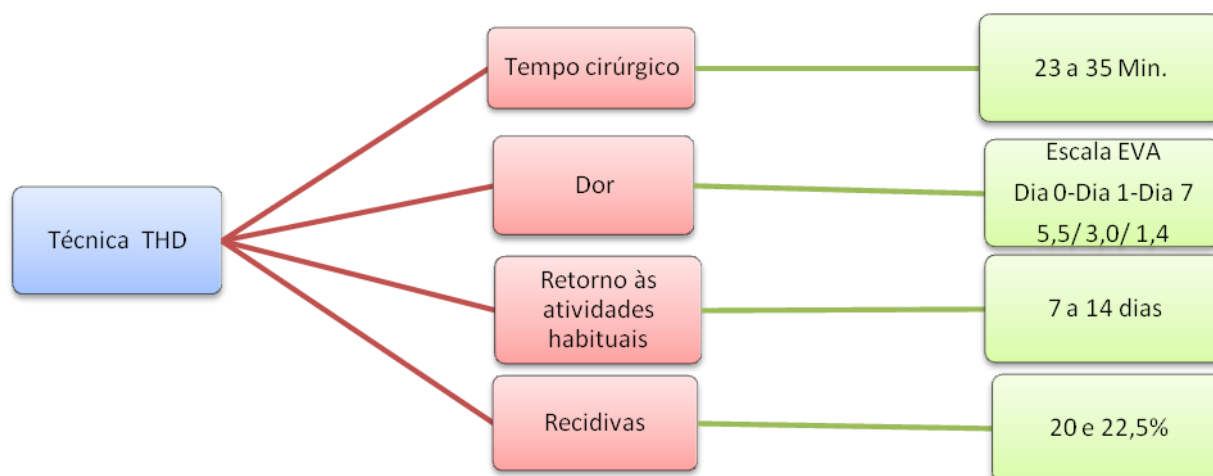 Técnica THD
Tempo cirúrgico
23 a 35 Min.
Dor
Escala EVA
Dia 0-Dia 1-Dia 7
5,5/ 3,0/ 1,4
Retorno às
atividades
habituais
7 a 14 dias
Recidivas
20 e 22,5%